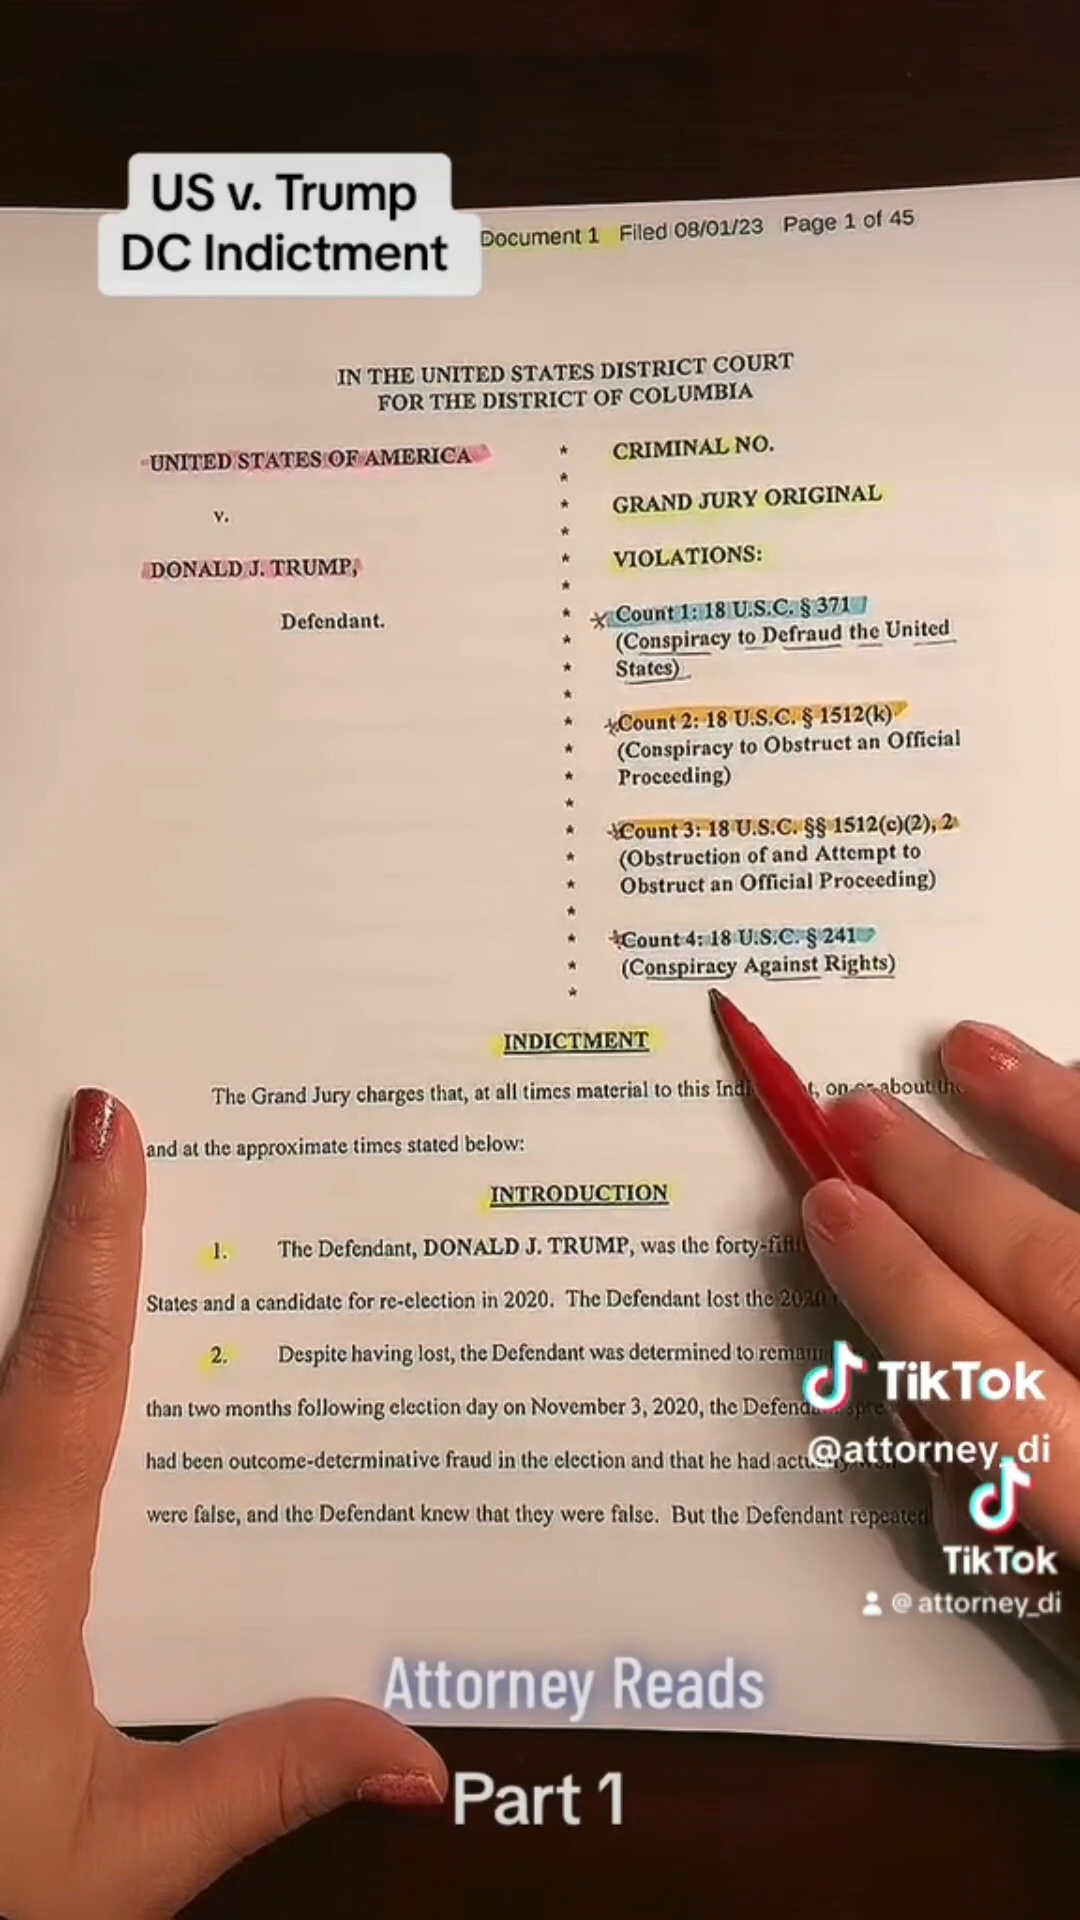 US v. Trump
DC Indictment
Document 1 Filed 08/01/23 Page 1 of 45
IN THE UNITED STATES DISTRICT COURT
FOR THE DISTRICT OF COLUMBIA
UNITED STATES OF AMERICA
v.
DONALD J. TRUMP,
Defendant.
* CRIMINAL NO.
*
* GRAND JURY ORIGINAL
*
* VIOLATIONS:
*
* Count 1: 18 U.S.C. § 371
* (Conspiracy to Defraud the United
* States)
*
* Count 2: 18 U.S.C. § 1512(k)
* (Conspiracy to Obstruct an Official
* Proceeding)
*
* Count 3: 18 U.S.C. §§ 1512(c)(2), 2
* (Obstruction of and Attempt to
* Obstruct an Official Proceeding)
*
* Count 4: 18 U.S.C. § 241
* (Conspiracy Against Rights)
*
INDICTMENT
The Grand Jury charges that, at all times material to this on or about the
and at the approximate times stated below:
INTRODUCTION
1. The Defendant, DONALD J. TRUMP, was the
States and a candidate for re-election in 2020. The Defendant lost the 2020
2. Despite having lost, the Defendant was determined to
than two months following election day on November 3, 2020, the
had been outcome-determinative fraud in the election and that he had
were false, and the Defendant knew that they were false. But the Defendant repeated
TikTok
@attorney_di
TikTok
@attorney_di
Attorney Reads
Part 1